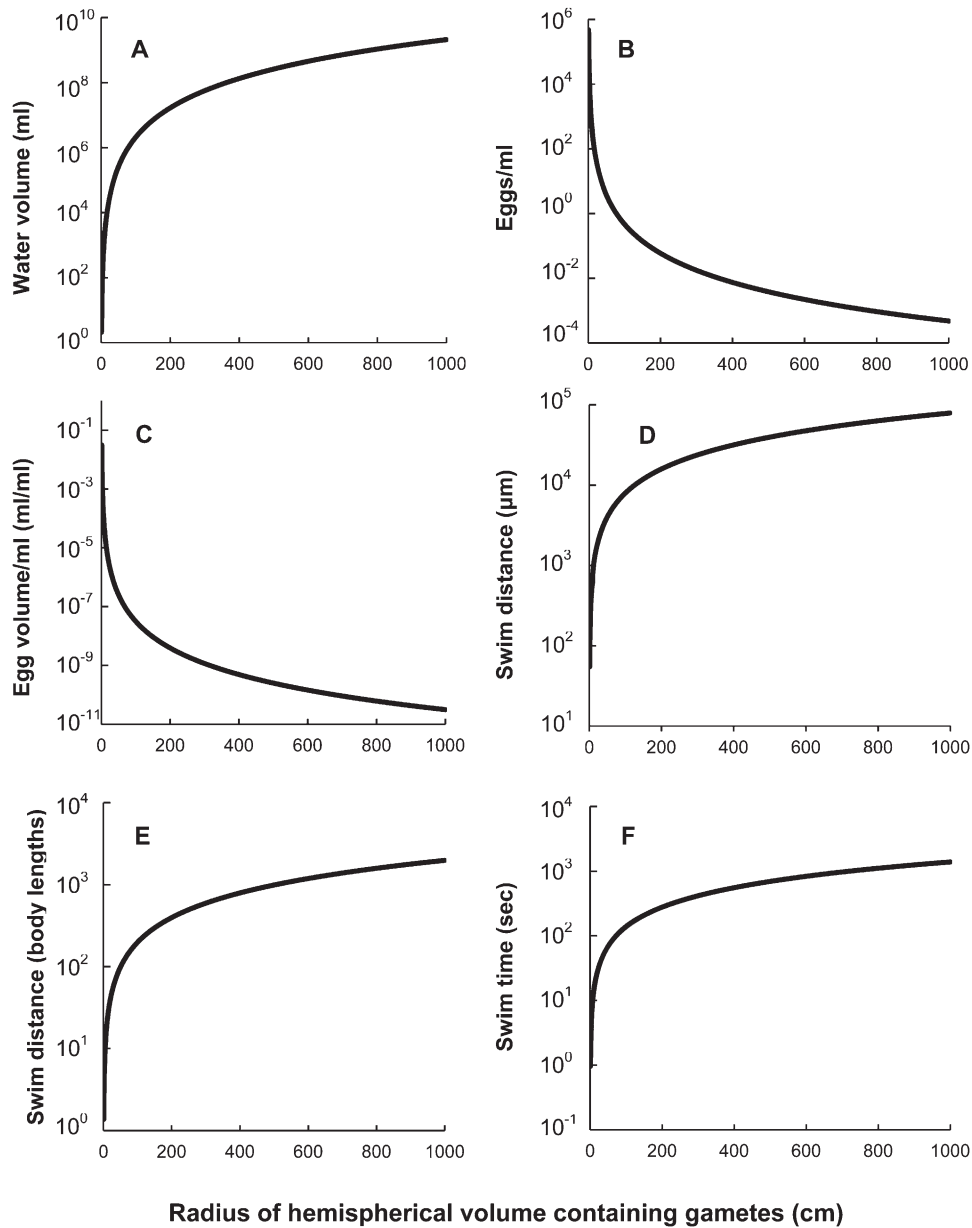 A
Water volume (ml)
10^10
10^8
10^6
10^4
10^2
10^0
0 200 400 600 800 1000
B
Eggs/ml
10^6
10^4
10^2
10^0
10^-2
10^-4
0 200 400 600 800 1000
C
Egg volume/ml (ml/ml)
10^-1
10^-3
10^-5
10^-7
10^-9
10^-11
0 200 400 600 800 1000
D
Swim distance (µm)
10^5
10^4
10^3
10^2
10^1
0 200 400 600 800 1000
E
Swim distance (body lengths)
10^4
10^3
10^2
10^1
10^0
0 200 400 600 800 1000
F
Swim time (sec)
10^4
10^3
10^2
10^1
10^0
10^-1
0 200 400 600 800 1000
Radius of hemispherical volume containing gametes (cm)